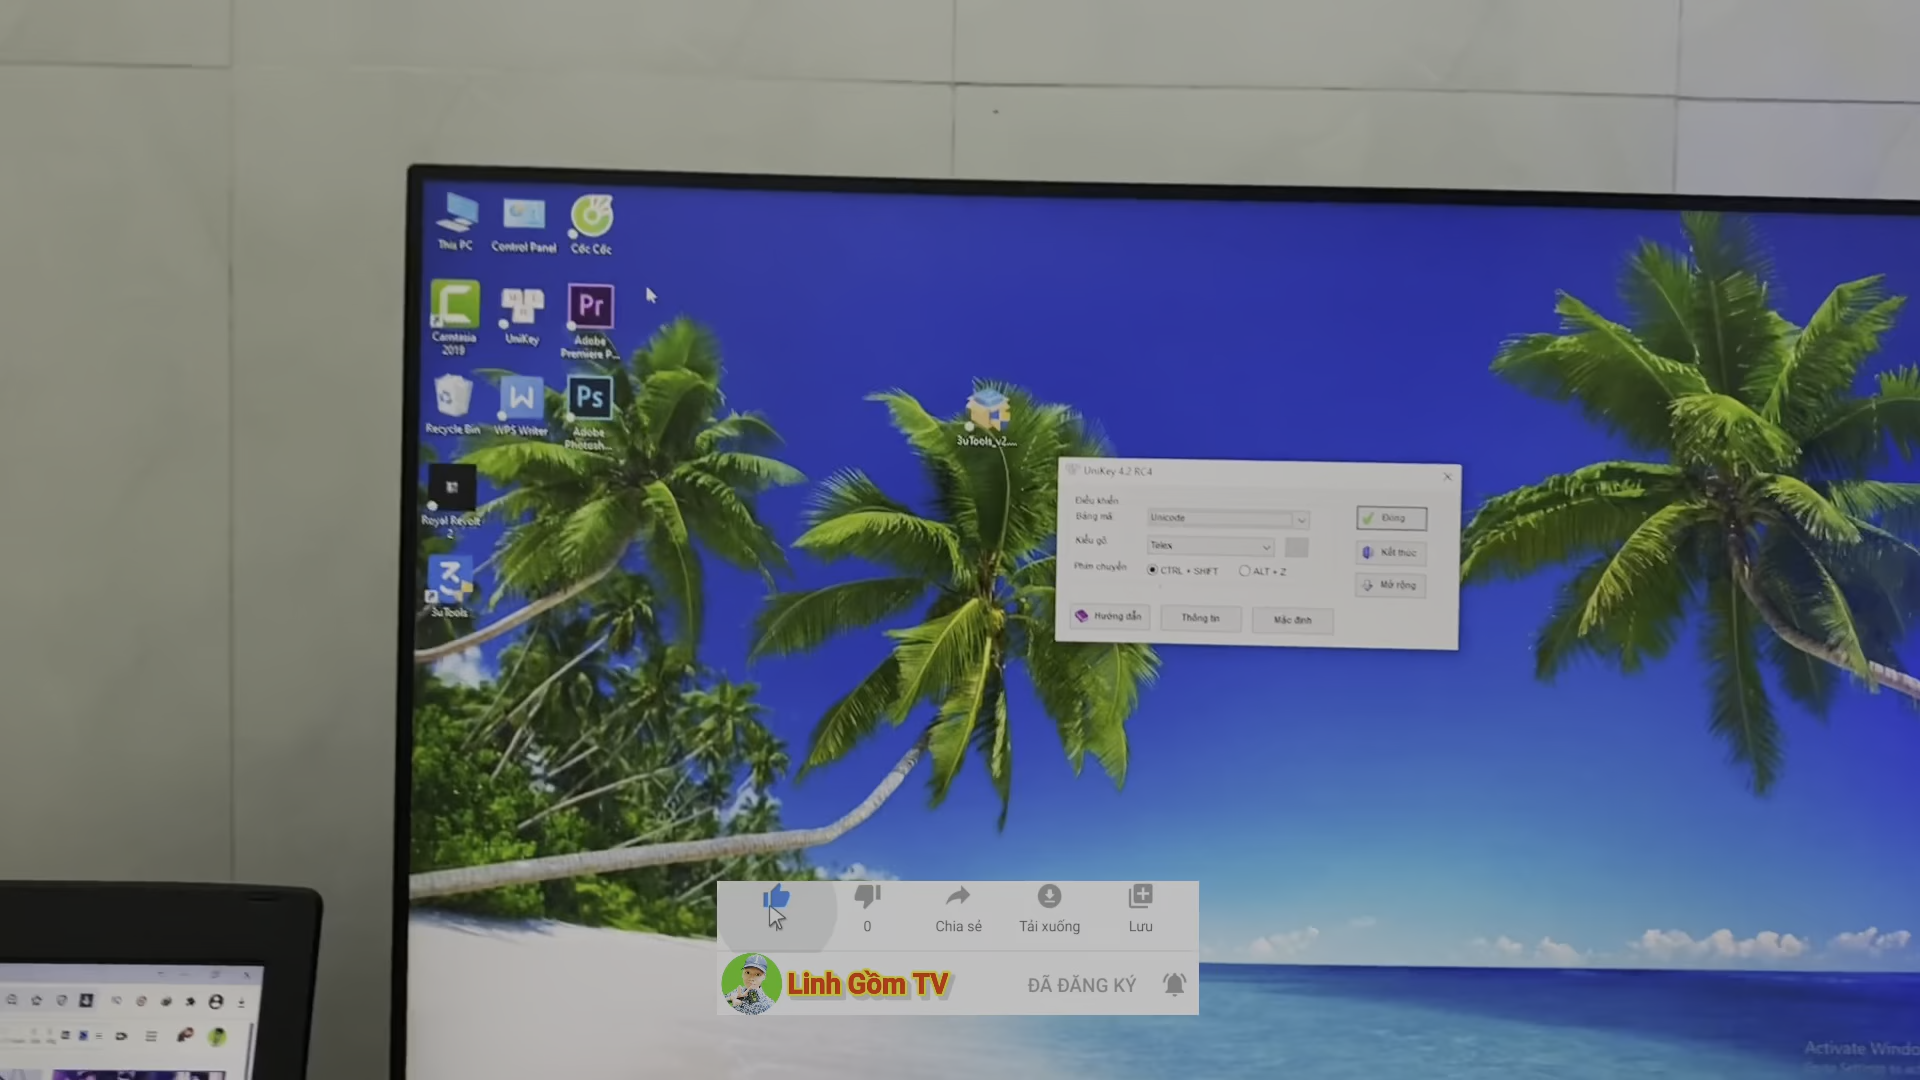 This PC
Control Panel
Cốc Cốc
Camtasia
2019
UniKey
Adobe
Premiere P...
Recycle Bin
WPS Writer
Adobe
Photosh...
Royal Revolt
2
3uTools
3uTools_v2....
UniKey 4.2 RC4
Điều khiển
Bảng mã:
Unicode
Đóng
Kiểu gõ:
Telex
Kết thúc
Phím chuyển:
CTRL + SHIFT
ALT + Z
Mở rộng
Hướng dẫn
Thông tin
Mặc định
0
Chia sẻ
Tải xuống
Lưu
Linh Gồm TV
ĐÃ ĐĂNG KÝ
Activate Windo